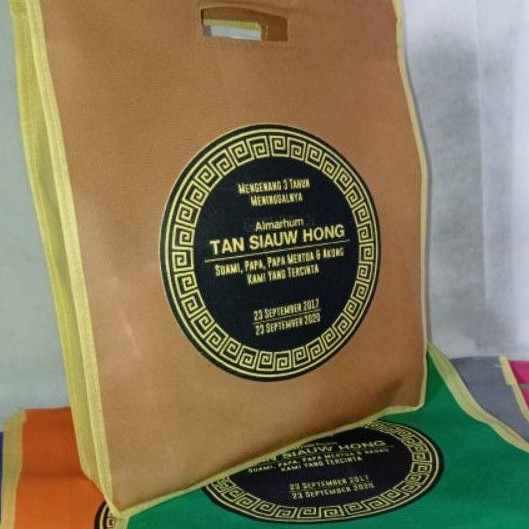 MENGENANG 3 TAHUN
MENINGGALNYA
Almarhum
TAN SIAUW HONG
SUAMI, PAPA, PAPA MERTUA & AKONG
KAMI YANG TERCINTA
23 SEPTEMBER 2017
23 SEPTEMBER 2020
Almarhum
TAN SIAUW HONG
SUAMI, PAPA, PAPA MERTUA & AKONG
KAMI YANG TERCINTA
23 SEPTEMBER 2017
23 SEPTEMBER 2020